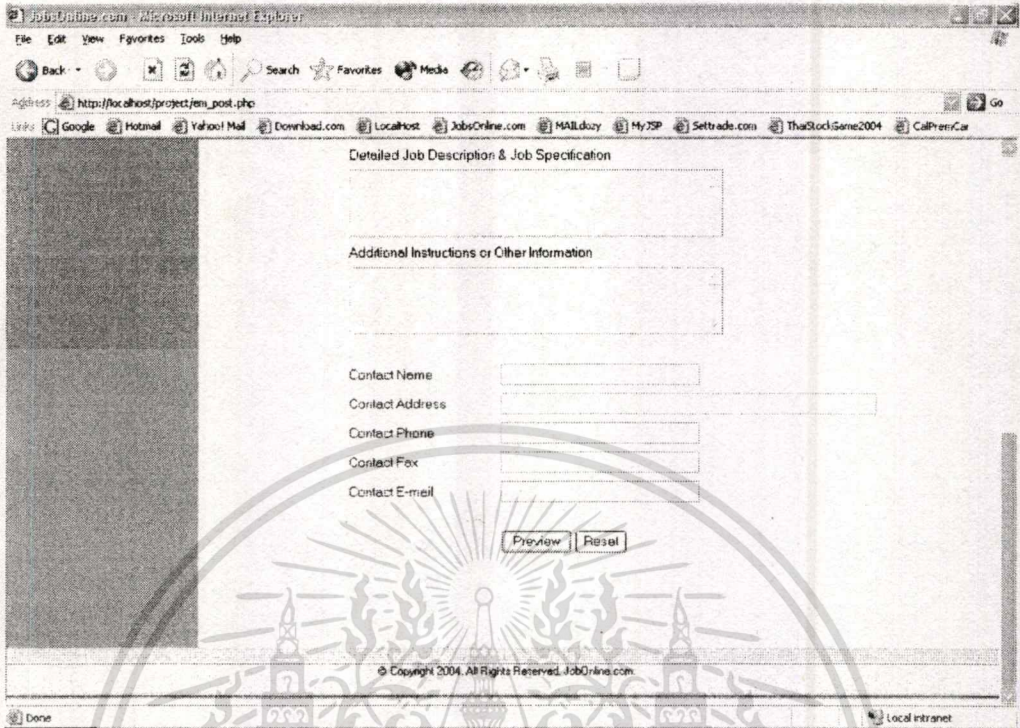 JobsOnline.com - Microsoft Internet Explorer
File Edit View Favorites Tools Help
Back Search Favorites Media
Address http://localhost/project/em_post.php Go
Links Google Hotmail Yahoo! Mail Download.com LocalHost JobsOnline.com MAILdozy MyJSP Settrade.com ThaiStockGame2004 CalPremCar
Detailed Job Description & Job Specification
Additional Instructions or Other Information
Contact Name
Contact Address
Contact Phone
Contact Fax
Contact E-mail
Preview Reset
© Copyright 2004. All Rights Reserved. JobOnline.com.
Done Local intranet